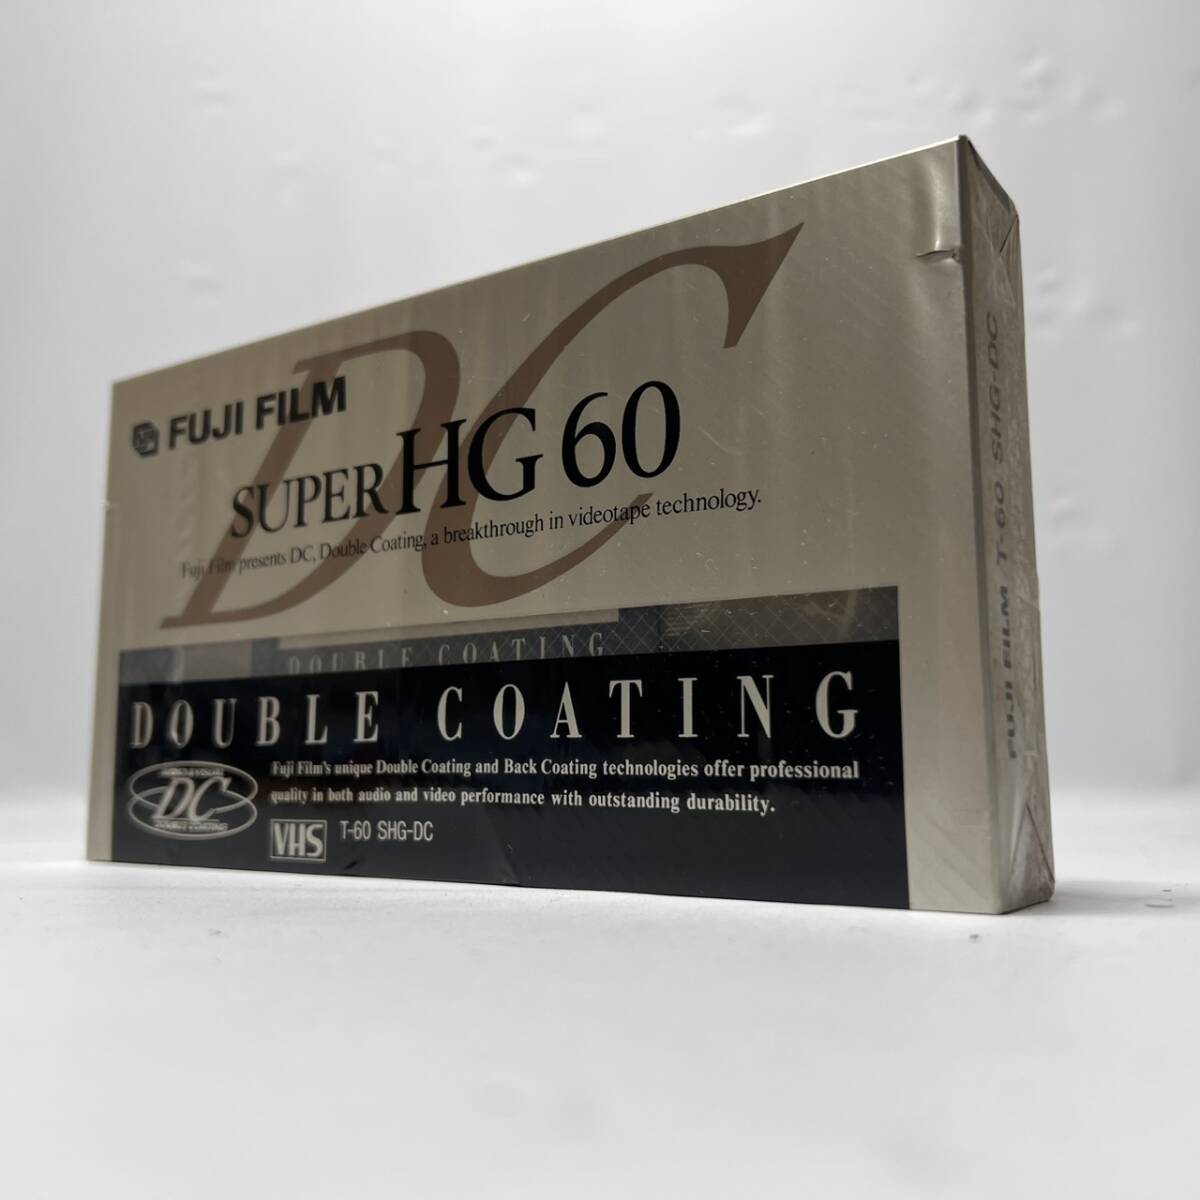 FUJI FILM
SUPER HG 60
DC
Fuji Film presents DC, Double Coating, a breakthrough in videotape technology.
DOUBLE COATING
DOUBLE COATING
Fuji Film's unique Double Coating and Back Coating technologies offer professional
quality in both audio and video performance with outstanding durability.
DC
DOUBLE COATING
VHS T-60 SHG-DC
FUJI FILM T-60 SHG-DC